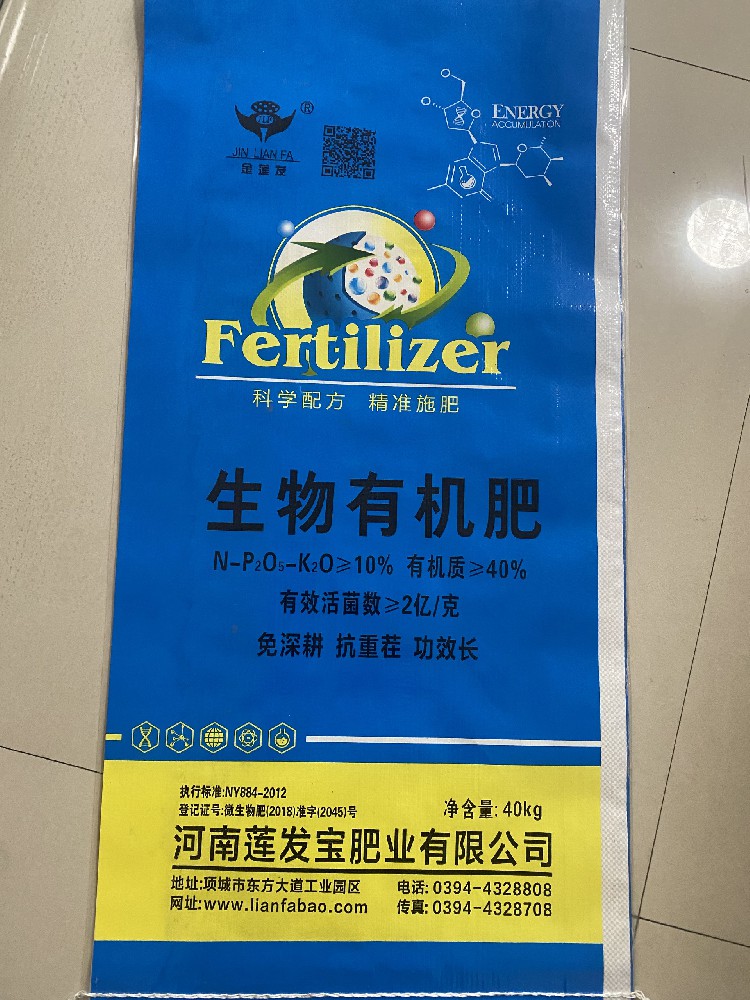 ENERGY
ACCUMULATION
®
JLF
JIN LIAN FA
金莲发
Fertilizer
科学配方 精准施肥
生物有机肥
N-P₂O₅-K₂O≥10% 有机质≥40%
有效活菌数≥2亿/克
免深耕 抗重茬 功效长
执行标准:NY884-2012
登记证号:微生物肥(2018)准字(2045)号
净含量: 40kg
河南莲发宝肥业有限公司
地址:项城市东方大道工业园区
电话: 0394-4328808
网址:www.lianfabao.com
传真: 0394-4328708